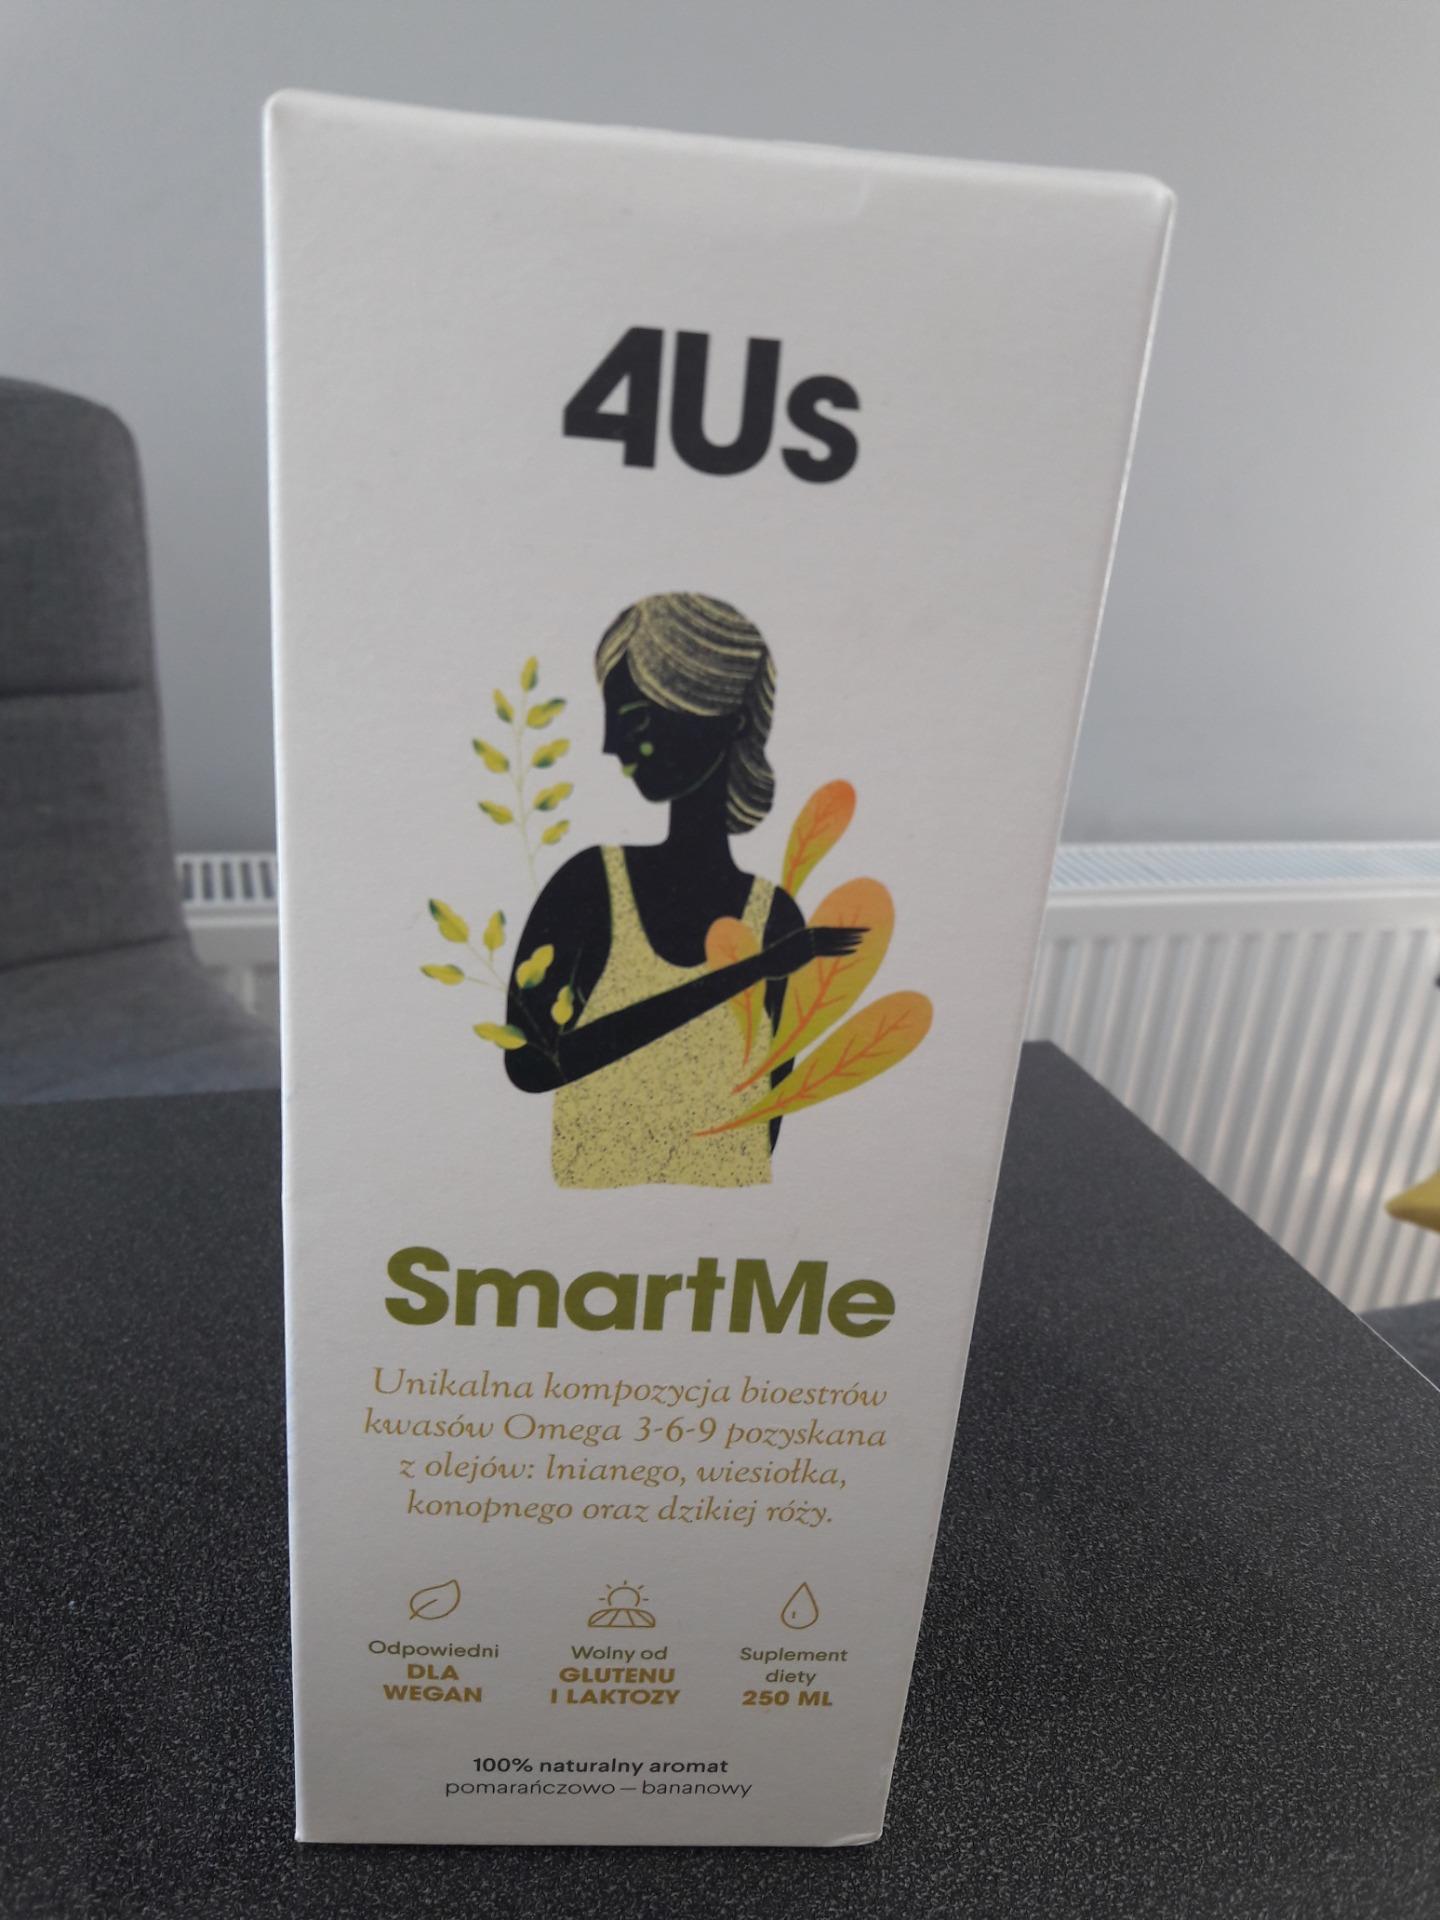 4Us
SmartMe
Unikalna kompozycja bioestrów
kwasów Omega 3-6-9 pozyskana
z olejów: lnianego, wiesiołka,
konopnego oraz dzikiej róży.
Odpowiedni
DLA
WEGAN
Wolny od
GLUTENU
I LAKTOZY
Suplement
diety
250 ML
100% naturalny aromat
pomarańczowo – bananowy